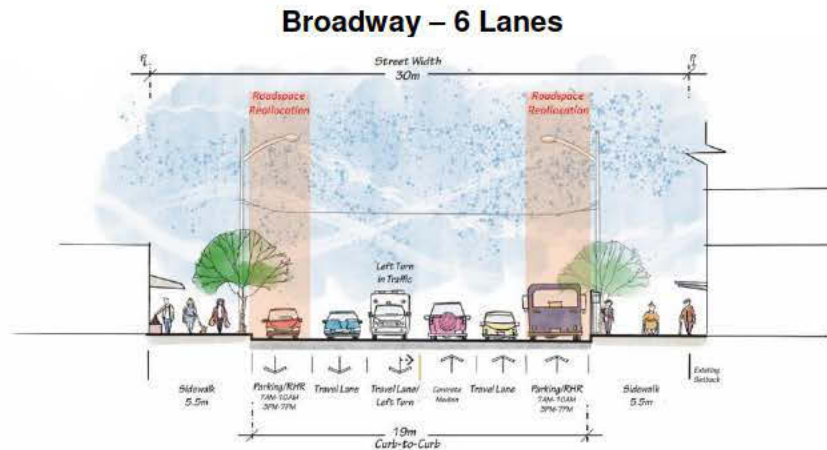 Broadway – 6 Lanes
Street Width
30m
Roadspace
Reallocation
Roadspace
Reallocation
Left Turn
in Traffic
Sidewalk
5.5m
Parking/RHR
7AM-10AM
3PM-7PM
Travel Lane
Travel Lane/
Left Turn
Concrete
Median
Travel Lane
Parking/RHR
7AM-10AM
3PM-7PM
Sidewalk
5.5m
Existing
Setback
19m
Curb-to-Curb